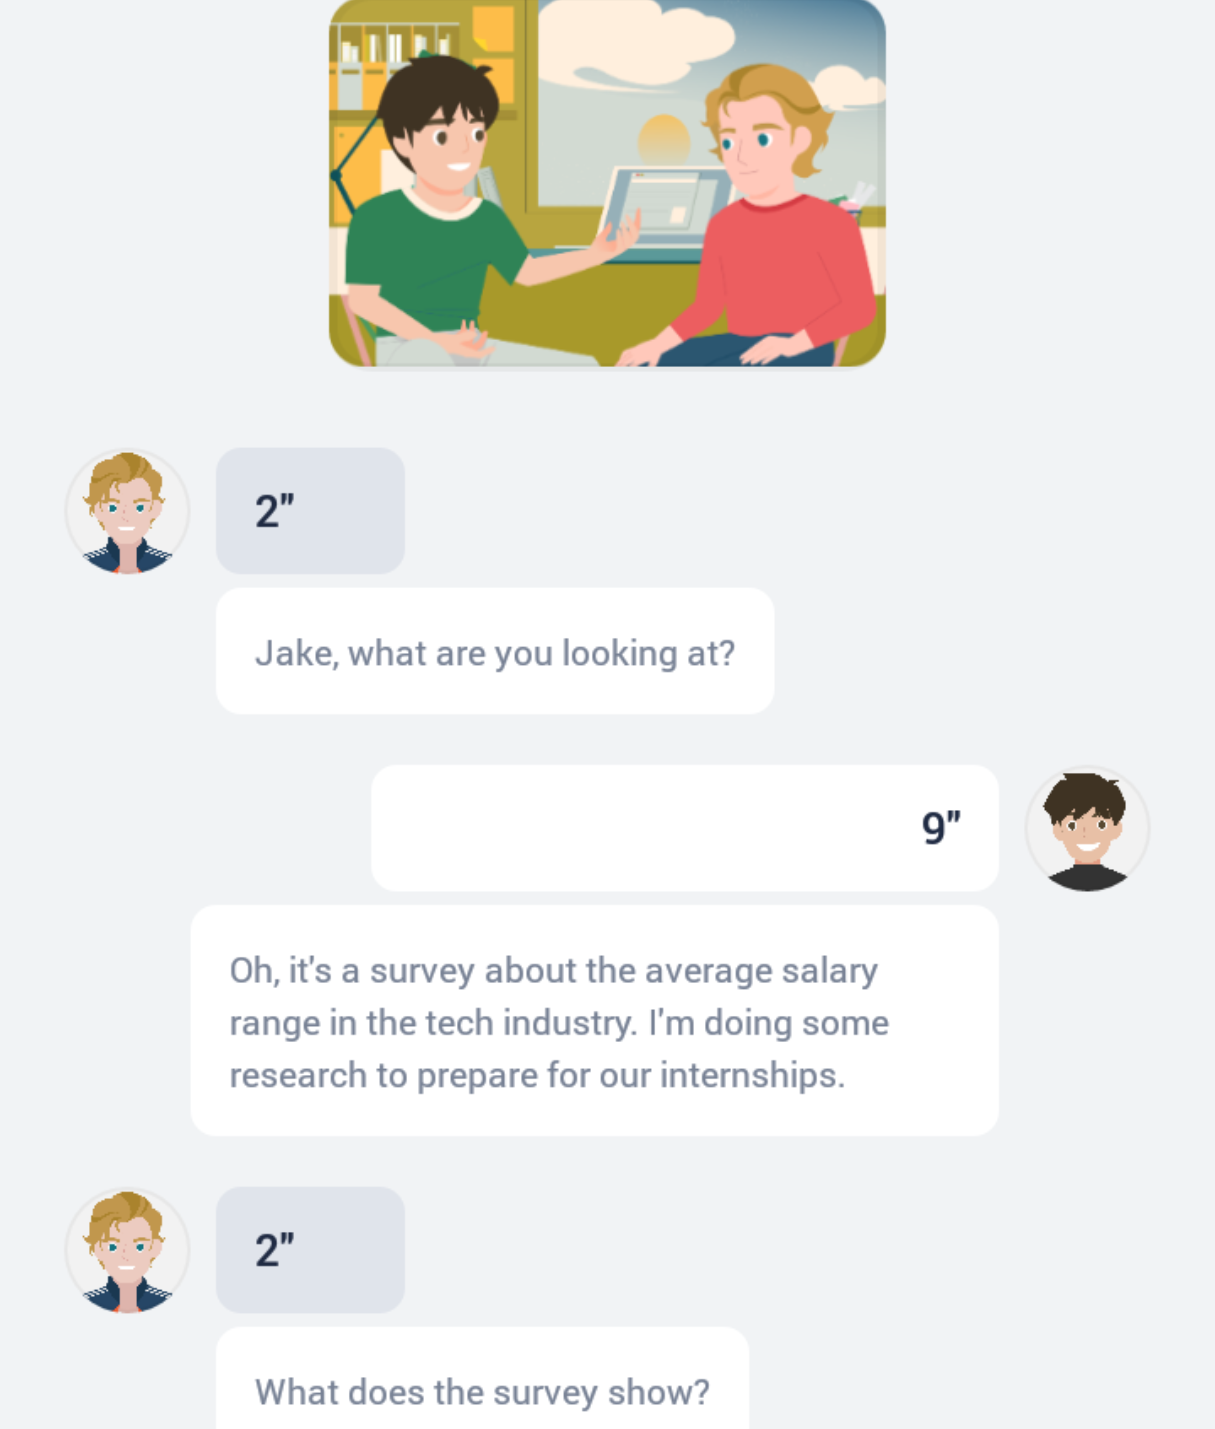 2"
Jake, what are you looking at?
9"
Oh, it's a survey about the average salary
range in the tech industry. I'm doing some
research to prepare for our internships.
2"
What does the survey show?